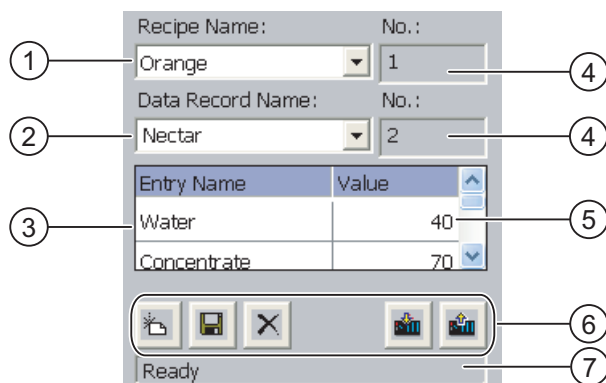 Recipe Name: No.:
1 Orange 1 4
Data Record Name: No.:
2 Nectar 2 4
Entry Name Value
3 Water 40 5
Concentrate 70
6
Ready 7